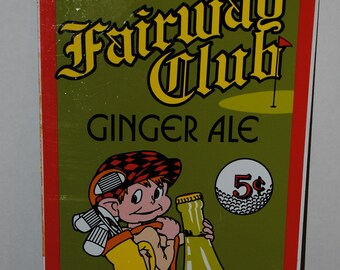 Fairway
Club
GINGER ALE
5¢